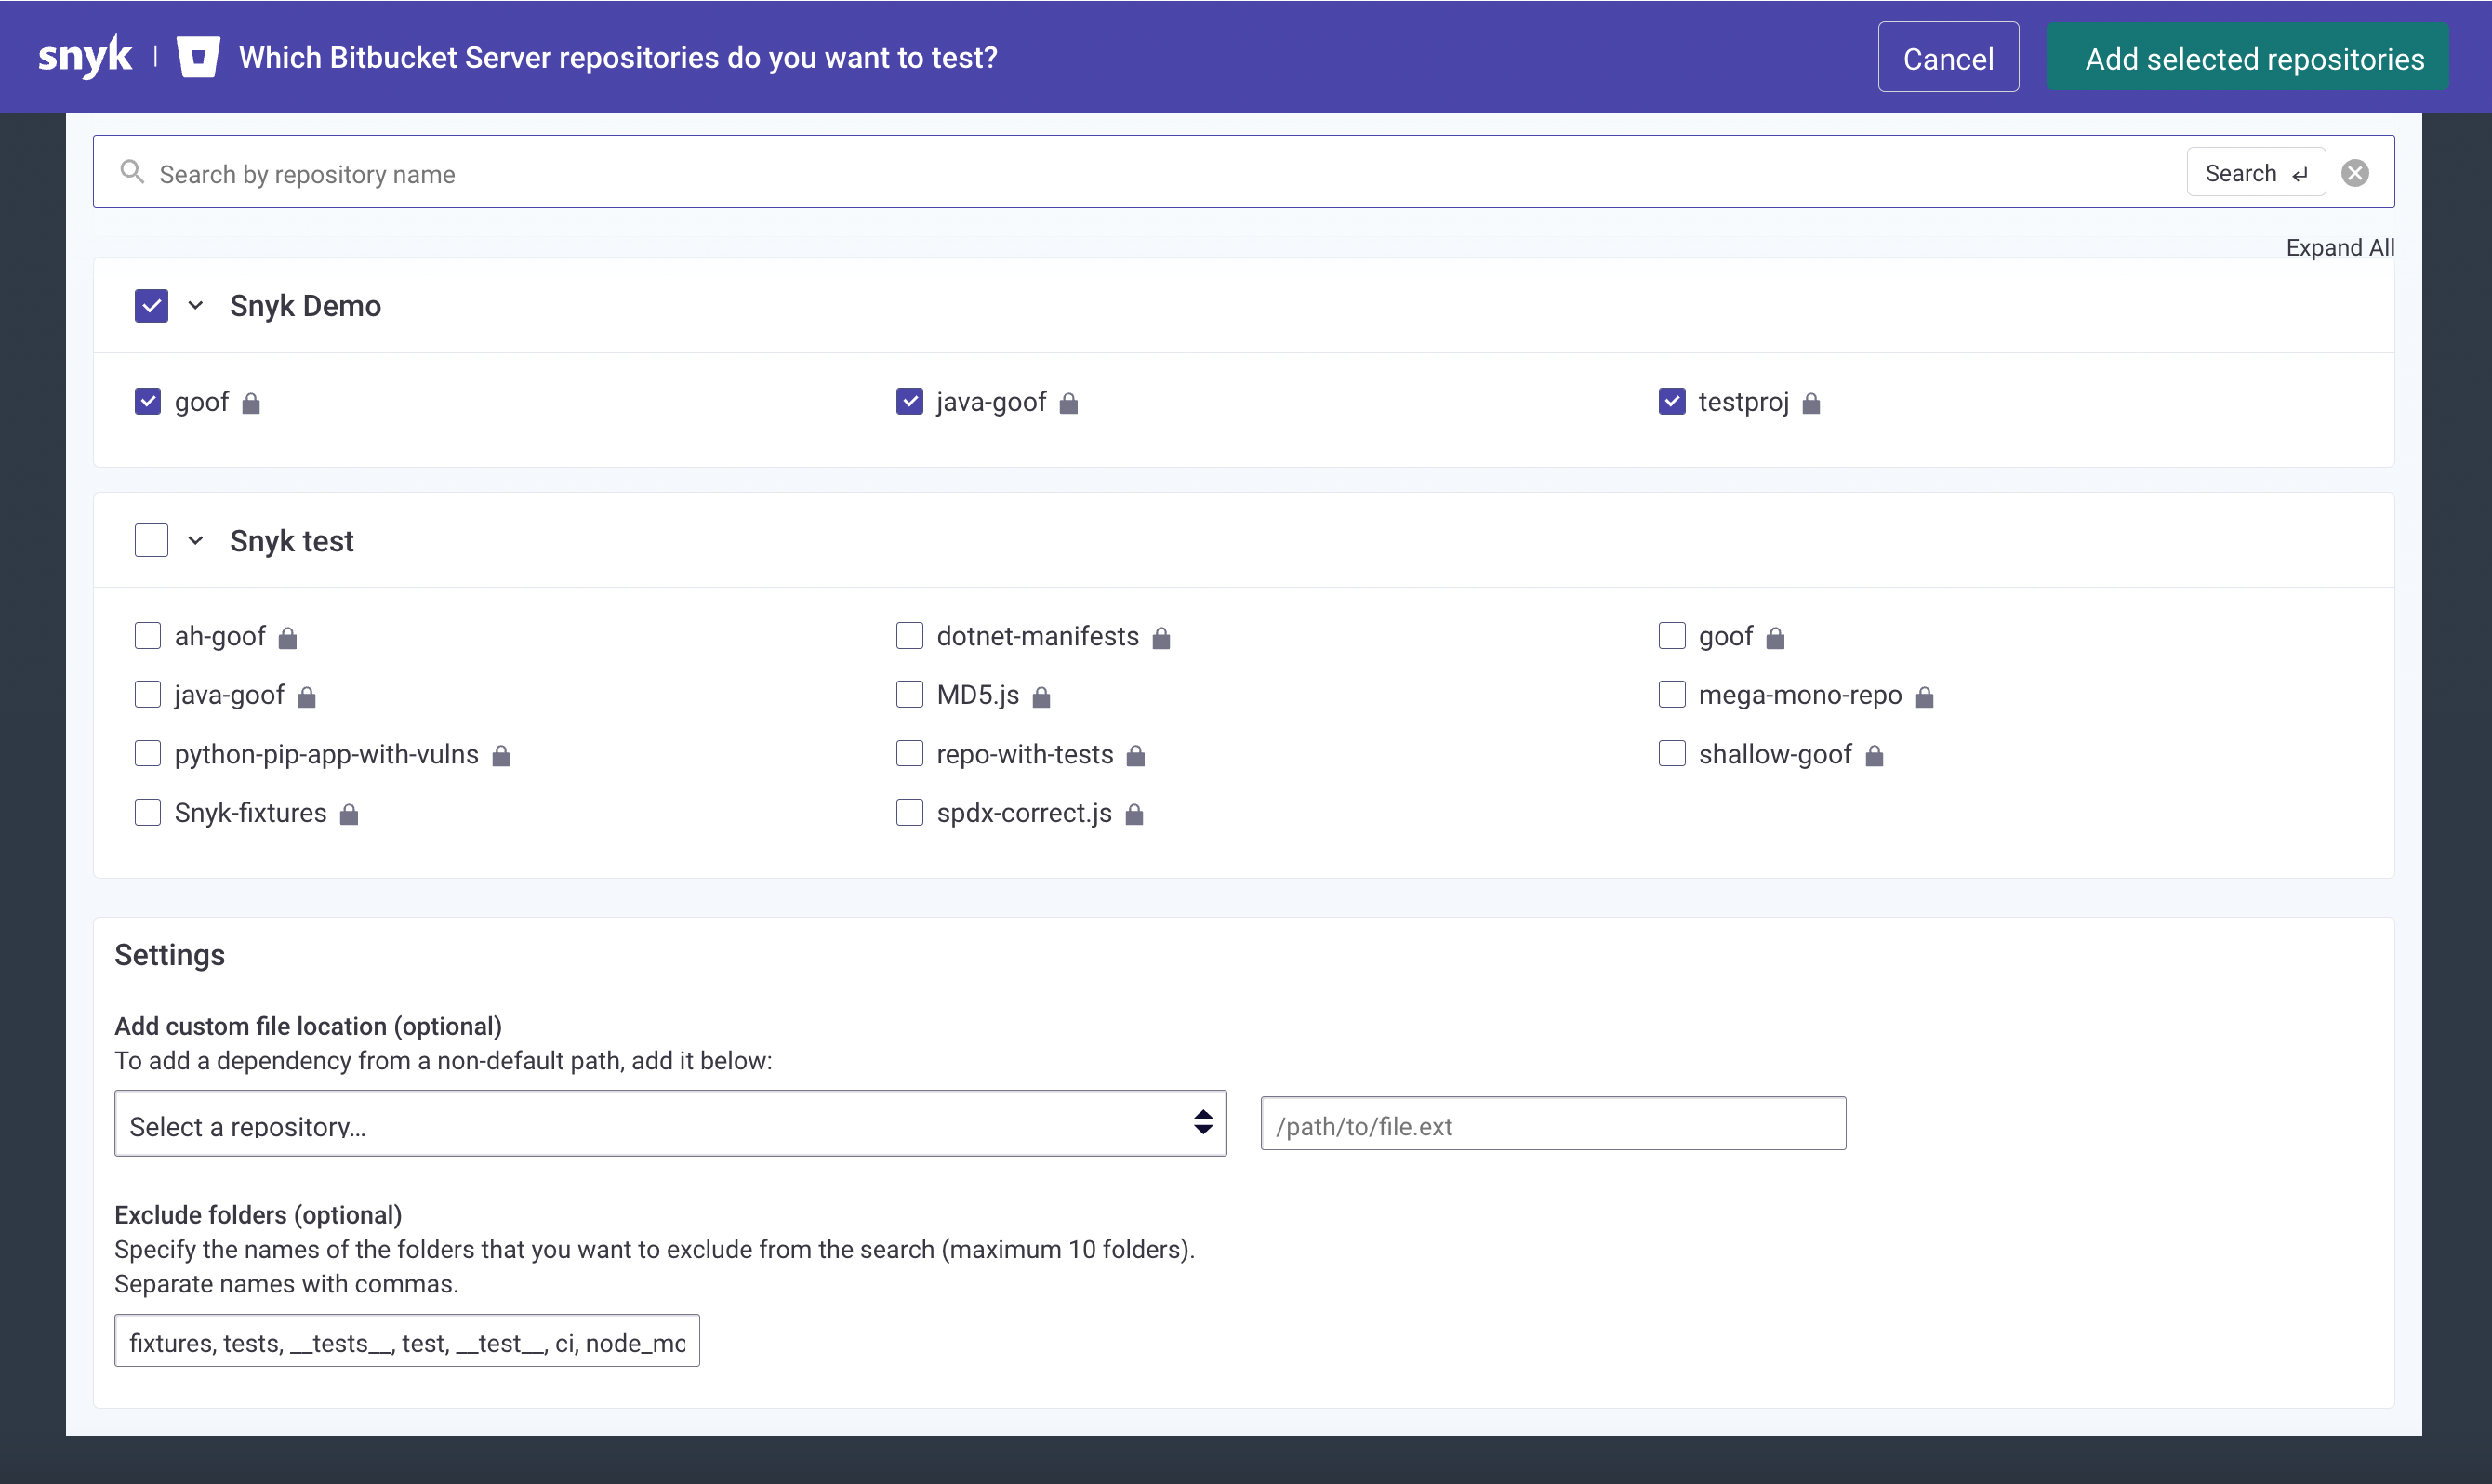 snyk | Which Bitbucket Server repositories do you want to test? Cancel Add selected repositories
Search by repository name Search
Expand All
Snyk Demo
goof java-goof testproj
Snyk test
ah-goof dotnet-manifests goof
java-goof MD5.js mega-mono-repo
python-pip-app-with-vulns repo-with-tests shallow-goof
Snyk-fixtures spdx-correct.js
Settings
Add custom file location (optional)
To add a dependency from a non-default path, add it below:
Select a repository... /path/to/file.ext
Exclude folders (optional)
Specify the names of the folders that you want to exclude from the search (maximum 10 folders).
Separate names with commas.
fixtures, tests, __tests__, test, __test__, ci, node_mo